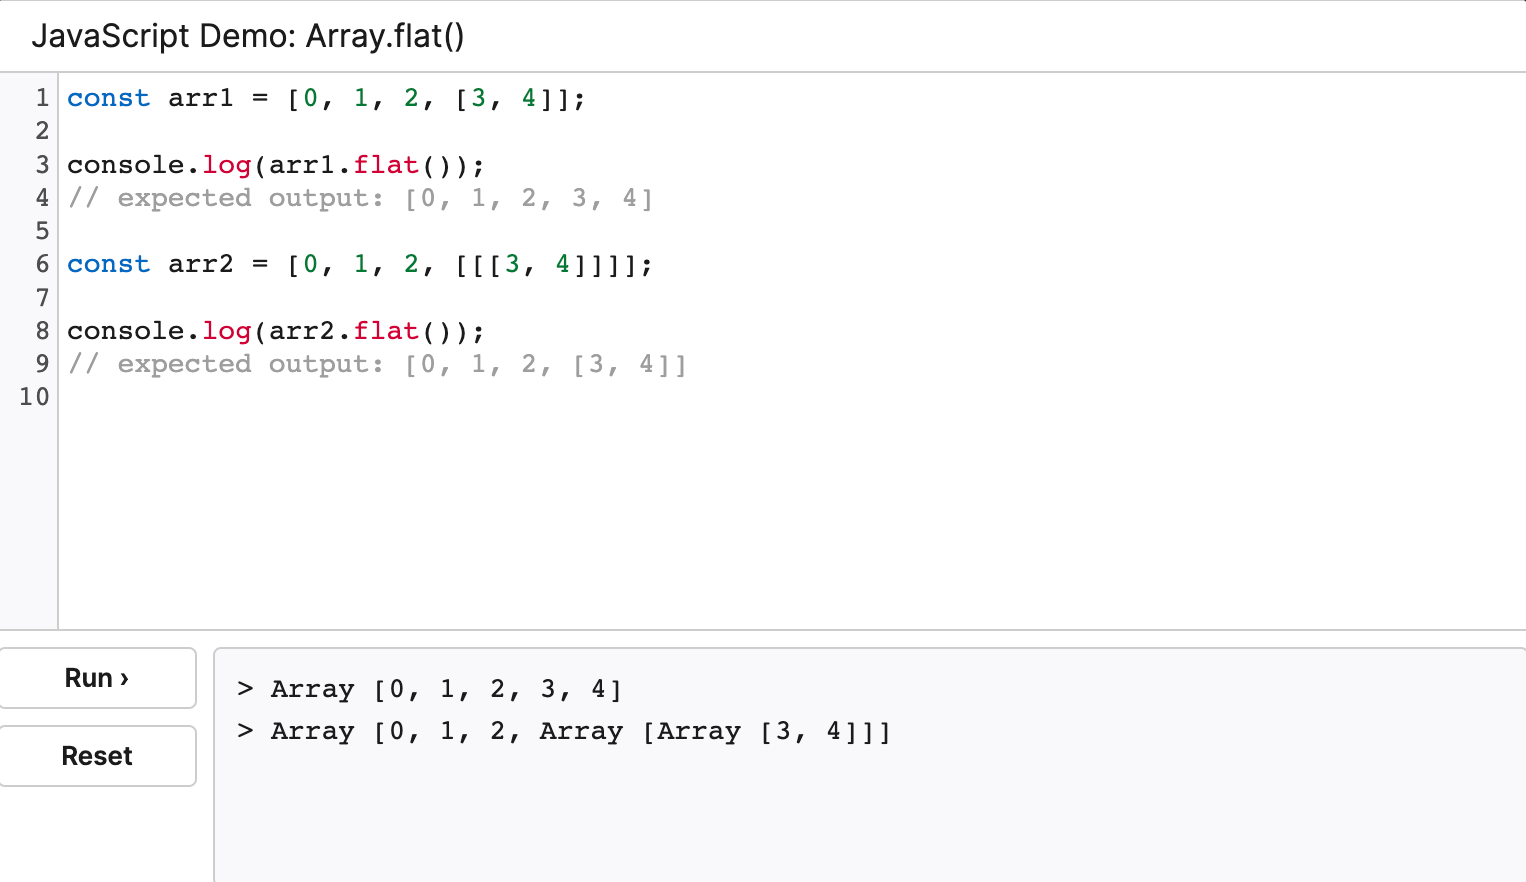 JavaScript Demo: Array.flat()
1 const arr1 = [0, 1, 2, [3, 4]];
2
3 console.log(arr1.flat());
4 // expected output: [0, 1, 2, 3, 4]
5
6 const arr2 = [0, 1, 2, [[[3, 4]]]];
7
8 console.log(arr2.flat());
9 // expected output: [0, 1, 2, [3, 4]]
10
Run ›
Reset
> Array [0, 1, 2, 3, 4]
> Array [0, 1, 2, Array [Array [3, 4]]]